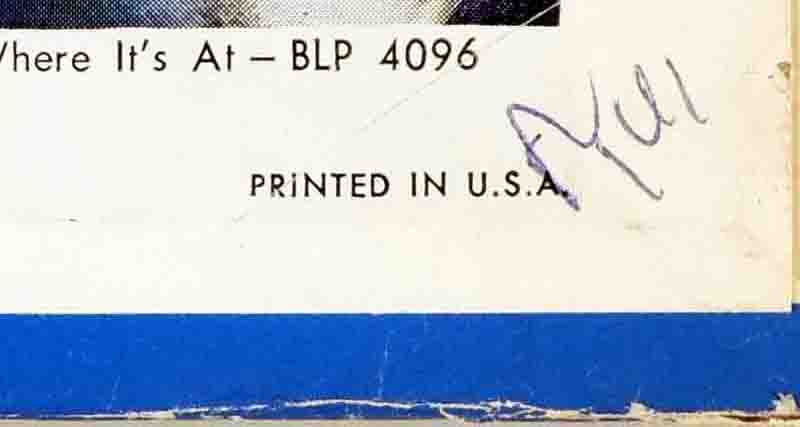 here It's At – BLP 4096
PRINTED IN U.S.A.